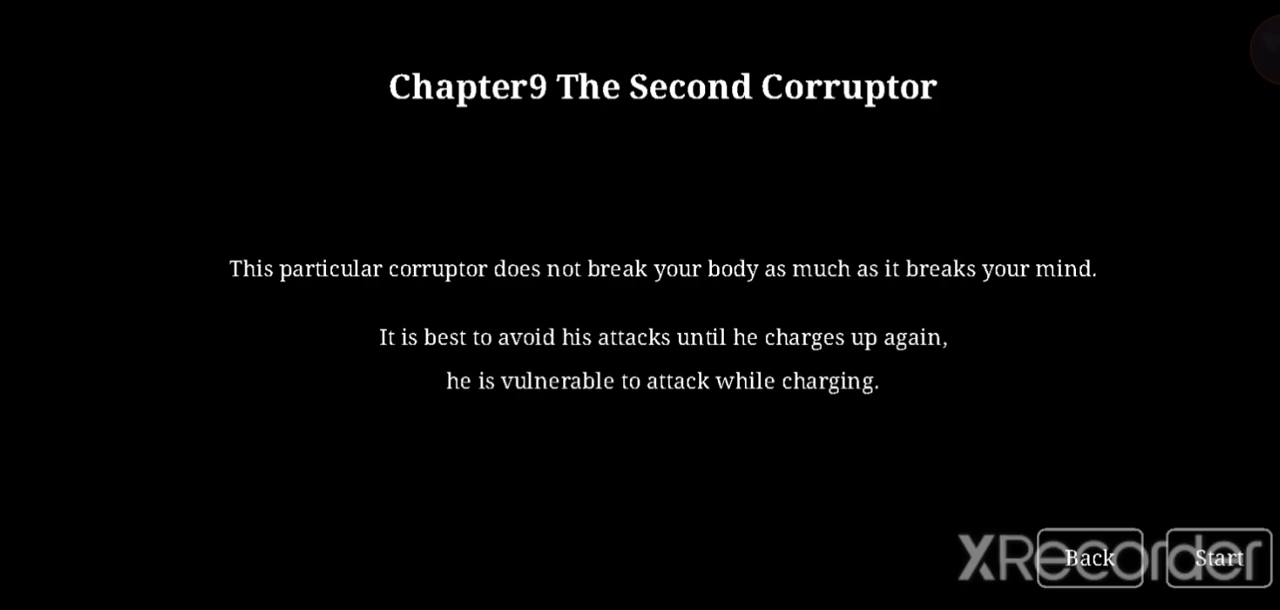 Chapter9 The Second Corruptor
This particular corruptor does not break your body as much as it breaks your mind.
It is best to avoid his attacks until he charges up again,
he is vulnerable to attack while charging.
XRecorder
Back
Start